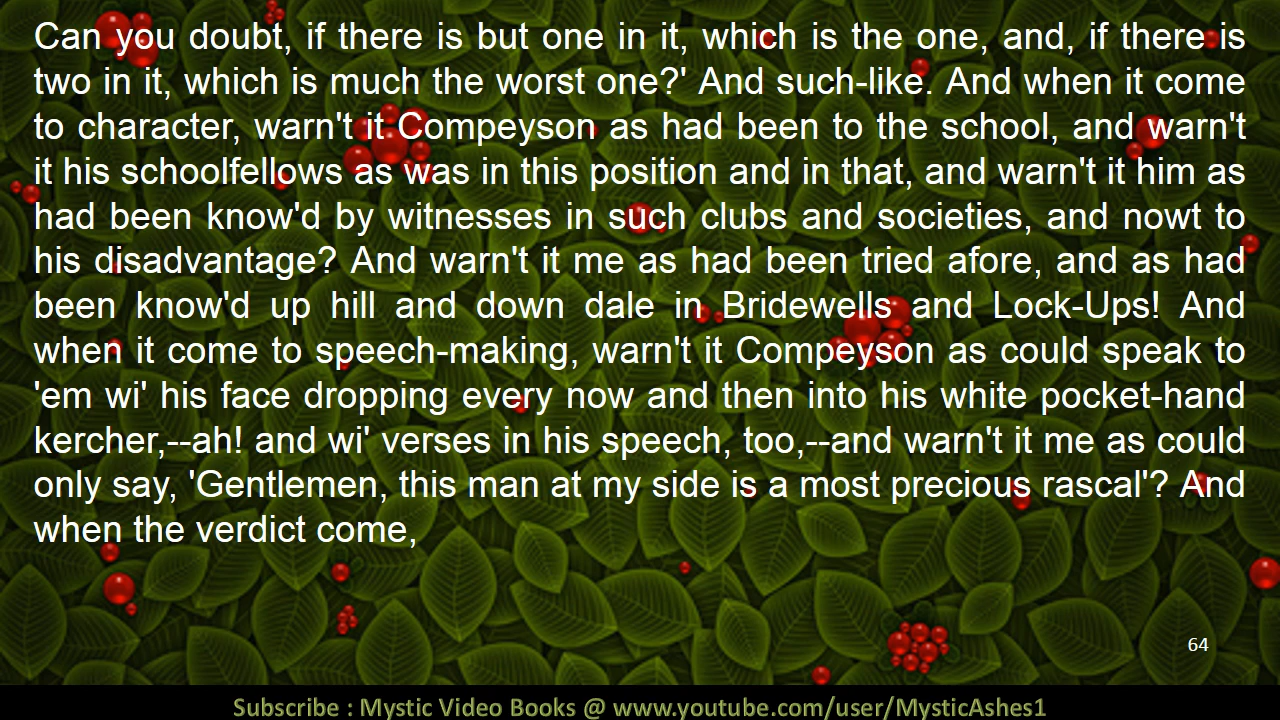 Can you doubt, if there is but one in it, which is the one, and, if there is
two in it, which is much the worst one?' And such-like. And when it come
to character, warn't it Compeyson as had been to the school, and warn't
it his schoolfellows as was in this position and in that, and warn't it him as
had been know'd by witnesses in such clubs and societies, and nowt to
his disadvantage? And warn't it me as had been tried afore, and as had
been know'd up hill and down dale in Bridewells and Lock-Ups! And
when it come to speech-making, warn't it Compeyson as could speak to
'em wi' his face dropping every now and then into his white pocket-hand
kercher,--ah! and wi' verses in his speech, too,--and warn't it me as could
only say, 'Gentlemen, this man at my side is a most precious rascal'? And
when the verdict come,
64
Subscribe : Mystic Video Books @ www.youtube.com/user/MysticAshes1